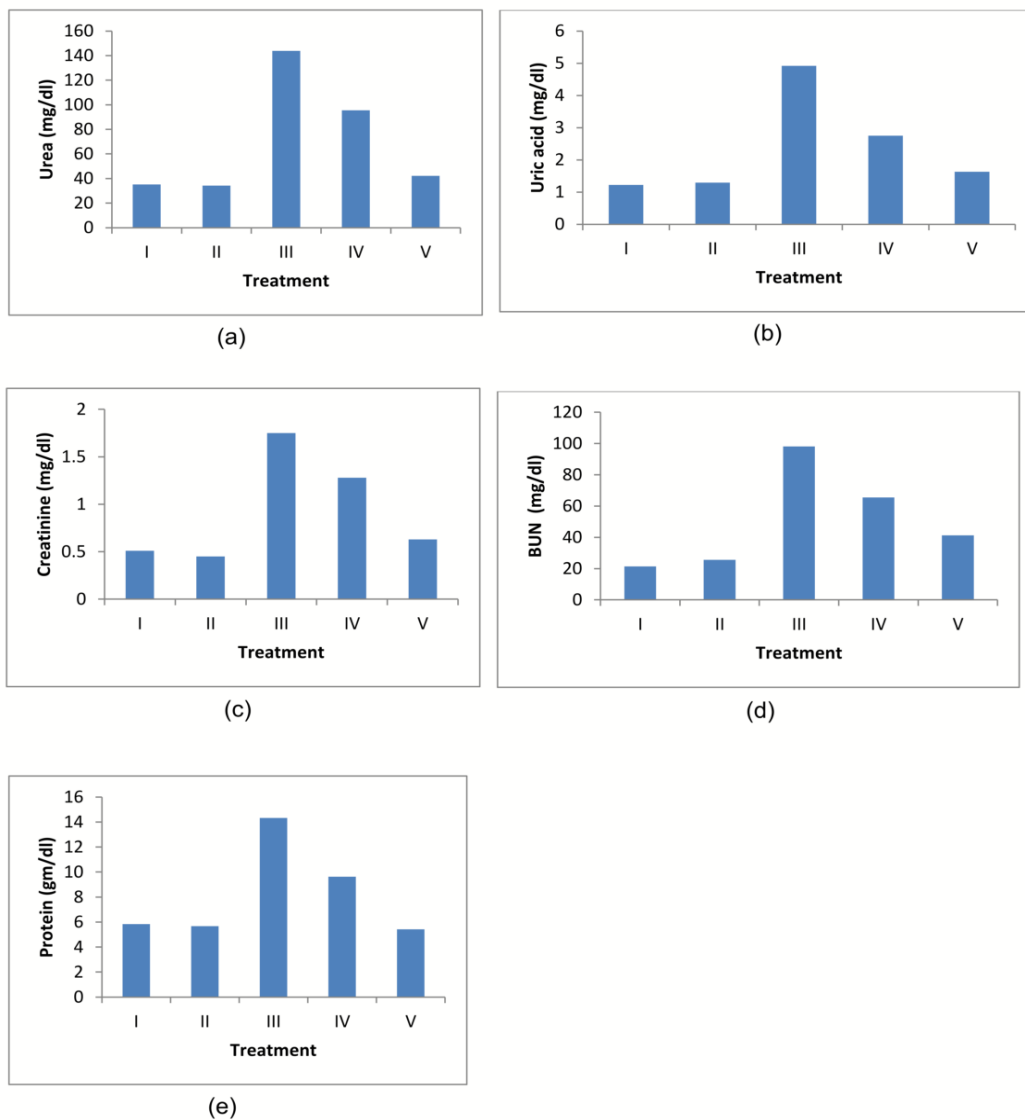 Urea (mg/dl)
160
140
120
100
80
60
40
20
0
I II III IV V
Treatment
(a)
Uric acid (mg/dl)
6
5
4
3
2
1
0
I II III IV V
Treatment
(b)
Creatinine (mg/dl)
2
1.5
1
0.5
0
I II III IV V
Treatment
(c)
BUN (mg/dl)
120
100
80
60
40
20
0
I II III IV V
Treatment
(d)
Protein (gm/dl)
16
14
12
10
8
6
4
2
0
I II III IV V
Treatment
(e)